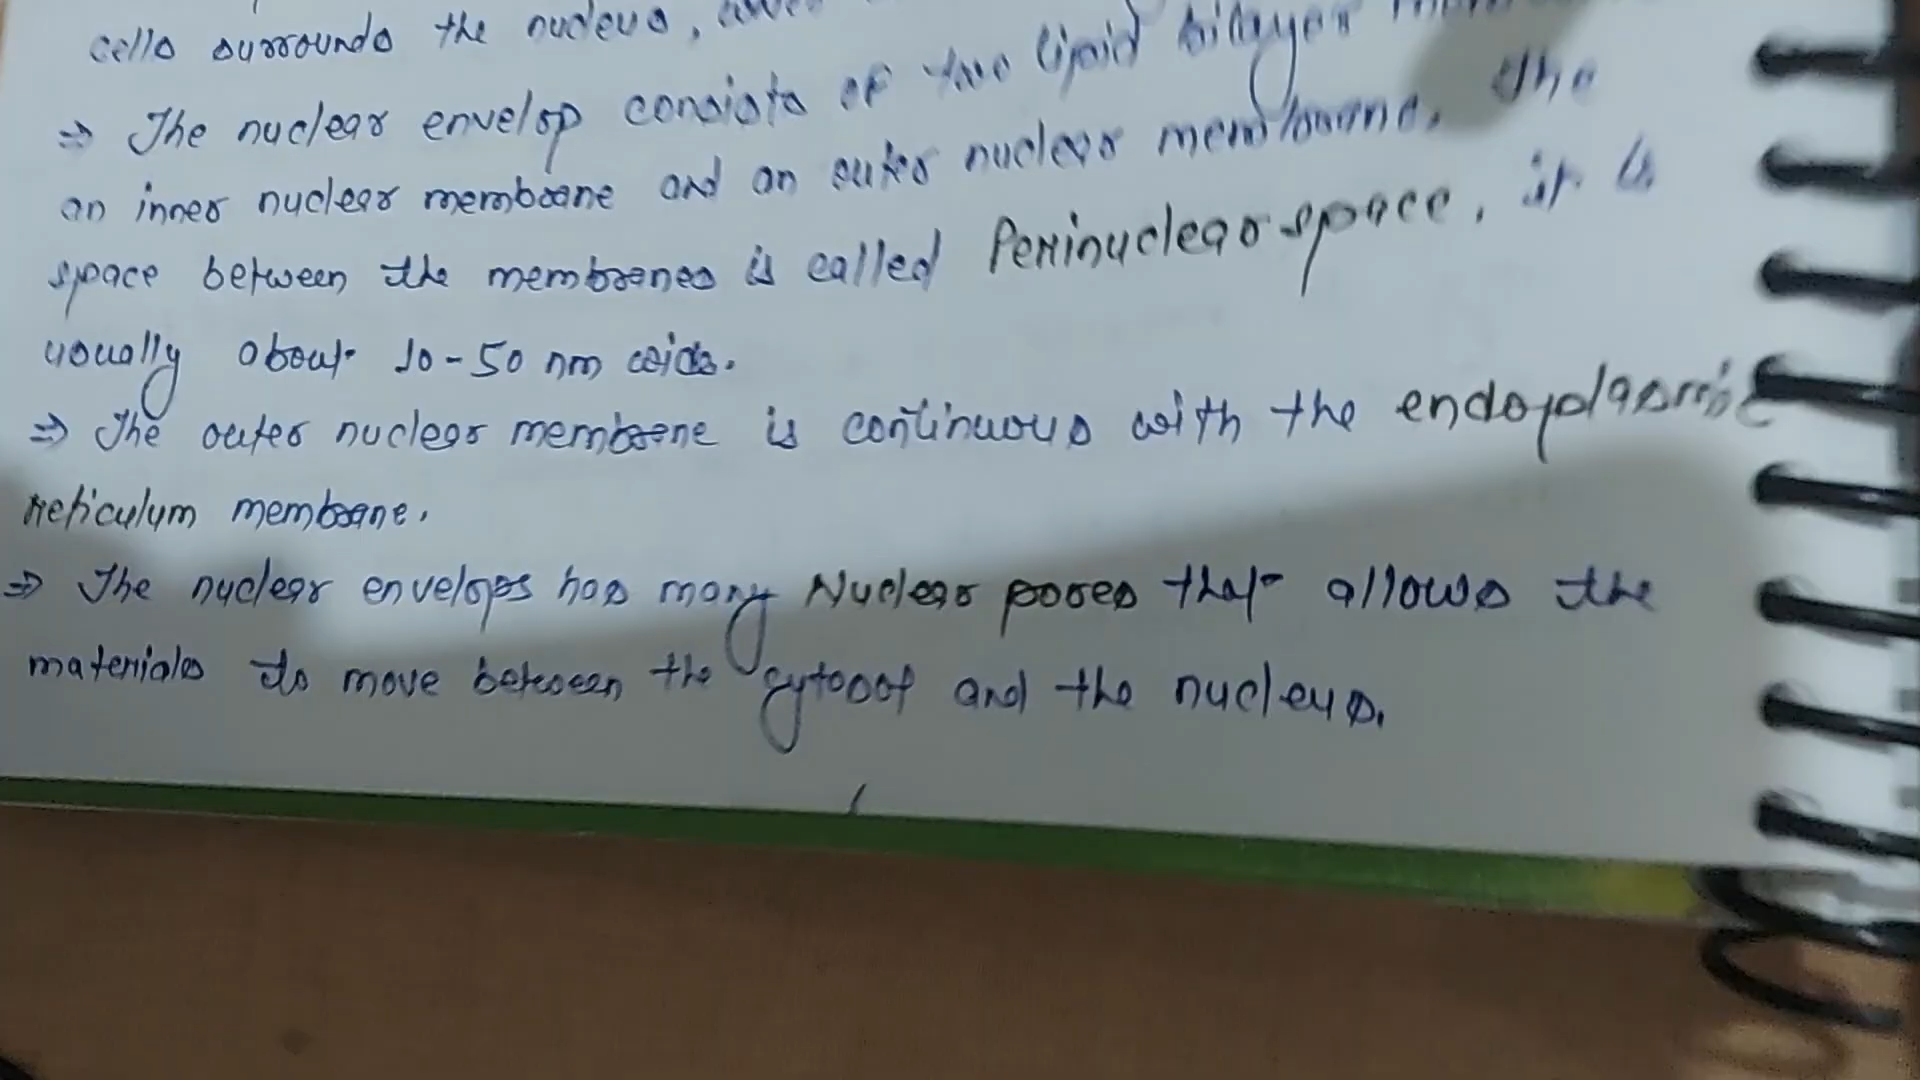 cells surrounds the nucleus,
⇒ The nuclear envelop consists of two lipid bilayer
an inner nuclear membrane and an outer nuclear membrane. The
space between the membranes is called Perinuclear space, it is
usually about 10-50 nm wide.
⇒ The outer nuclear membrane is continuous with the endoplasmic
reticulum membrane.
⇒ The nuclear envelops has many Nuclear pores that allows the
materials to move between the cytosol and the nucleus.